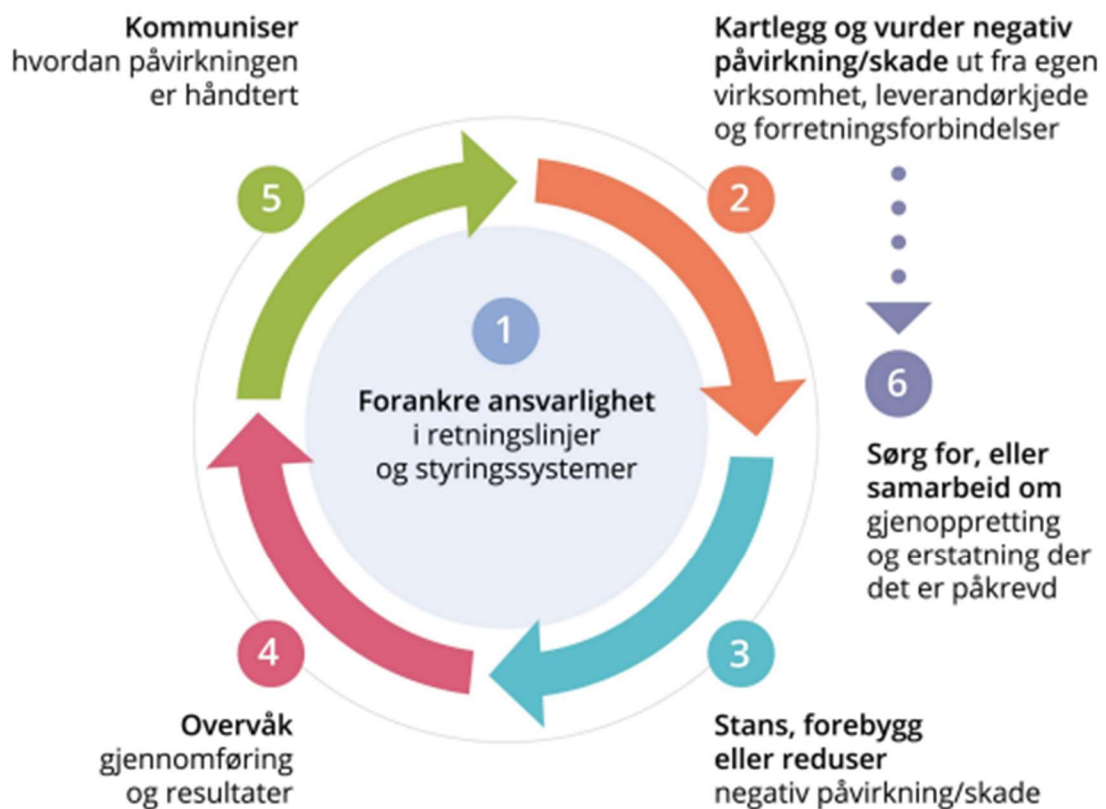 Kommuniser
hvordan påvirkningen
er håndtert
Kartlegg og vurder negativ
påvirkning/skade ut fra egen
virksomhet, leverandørkjede
og forretningsforbindelser
5
2
1
Forankre ansvarlighet
i retningslinjer
og styringssystemer
6
Sørg for, eller
samarbeid om
gjenoppretting
og erstatning der
det er påkrevd
4
3
Overvåk
gjennomføring
og resultater
Stans, forebygg
eller reduser
negativ påvirkning/skade